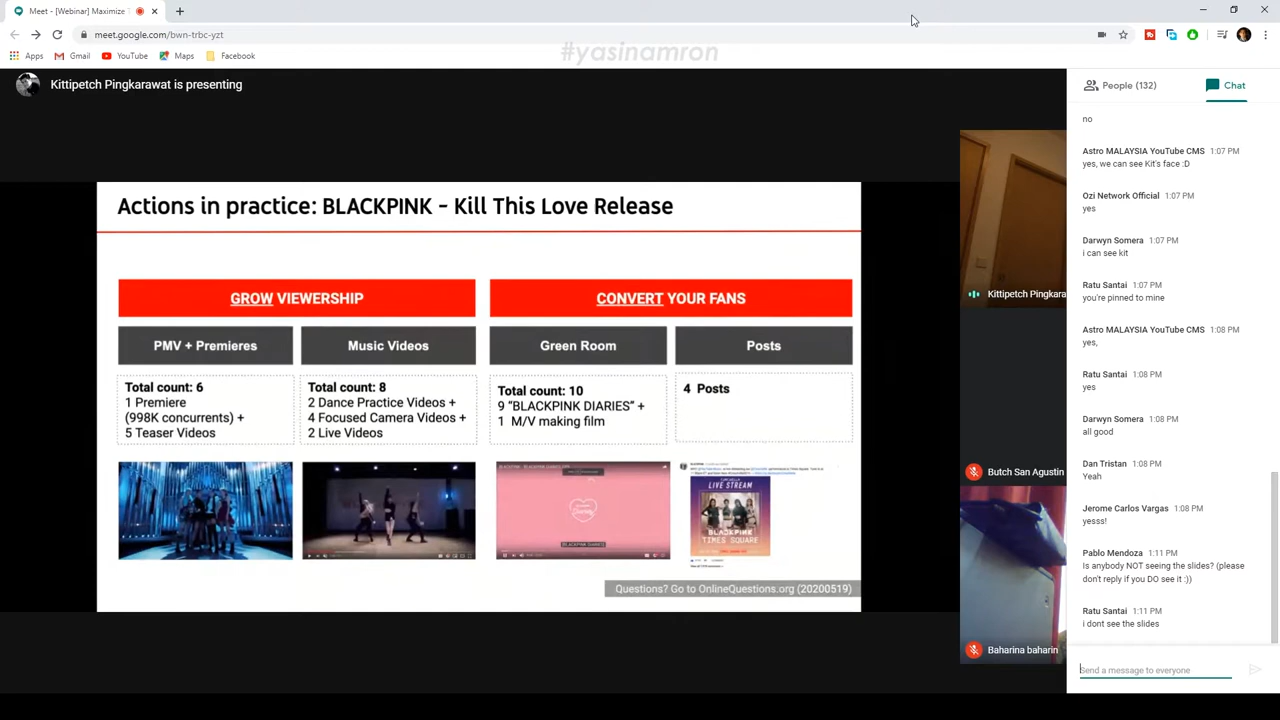 Meet - [Webinar] Maximize
meet.google.com/bwn-trbc-yzt
Apps
Gmail
YouTube
Maps
Facebook
#yasinamron
Kittipetch Pingkarawat is presenting
People (132)
Chat
Actions in practice: BLACKPINK - Kill This Love Release
GROW VIEWERSHIP
CONVERT YOUR FANS
PMV + Premieres
Music Videos
Green Room
Posts
Total count: 6
1 Premiere
(998K concurrents) +
5 Teaser Videos
Total count: 8
2 Dance Practice Videos +
4 Focused Camera Videos +
2 Live Videos
Total count: 10
9 “BLACKPINK DIARIES” +
1 M/V making film
4 Posts
BLACKPINK DIARIES
LIVE STREAM
BLACKPINK
TIMES SQUARE
Questions? Go to OnlineQuestions.org (20200519)
Kittipetch Pingkara
Butch San Agustin
Baharina baharin
no
Astro MALAYSIA YouTube CMS 1:07 PM
yes, we can see Kit's face :D
Ozi Network Official 1:07 PM
yes
Darwyn Somera 1:07 PM
i can see kit
Ratu Santai 1:07 PM
you're pinned to mine
Astro MALAYSIA YouTube CMS 1:08 PM
yes,
Ratu Santai 1:08 PM
yes
Darwyn Somera 1:08 PM
all good
Dan Tristan 1:08 PM
Yeah
Jerome Carlos Vargas 1:08 PM
yesss!
Pablo Mendoza 1:11 PM
Is anybody NOT seeing the slides? (please
don't reply if you DO see it :))
Ratu Santai 1:11 PM
i dont see the slides
Send a message to everyone